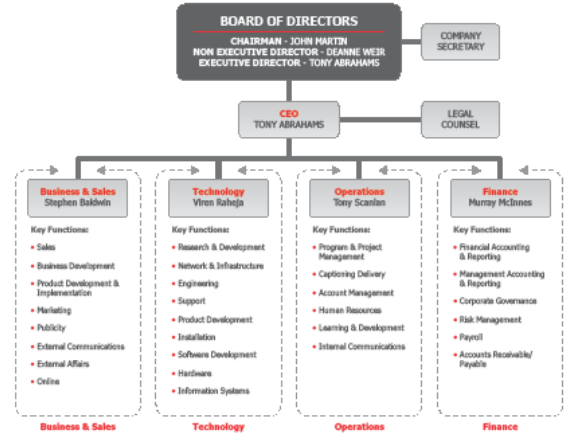 BOARD OF DIRECTORS
CHAIRMAN - JOHN MARTIN
NON EXECUTIVE DIRECTOR - DEANNE WEIR
EXECUTIVE DIRECTOR - TONY ABRAHAMS
COMPANY
SECRETARY
CEO
TONY ABRAHAMS
LEGAL
COUNSEL
Business & Sales
Stephen Baldwin
Key Functions:
• Sales
• Business Development
• Product Development &
Implementation
• Marketing
• Publicity
• External Communications
• External Affairs
• Online
Business & Sales
Technology
Viren Raheja
Key Functions:
• Research & Development
• Network & Infrastructure
• Engineering
• Support
• Product Development
• Installation
• Software Development
• Hardware
• Information Systems
Technology
Operations
Tony Scanlan
Key Functions:
• Program & Project
Management
• Captioning Delivery
• Account Management
• Human Resources
• Learning & Development
• Internal Communications
Operations
Finance
Murray McInnes
Key Functions:
• Financial Accounting
& Reporting
• Management Accounting
& Reporting
• Corporate Governance
• Risk Management
• Payroll
• Accounts Receivable/
Payable
Finance